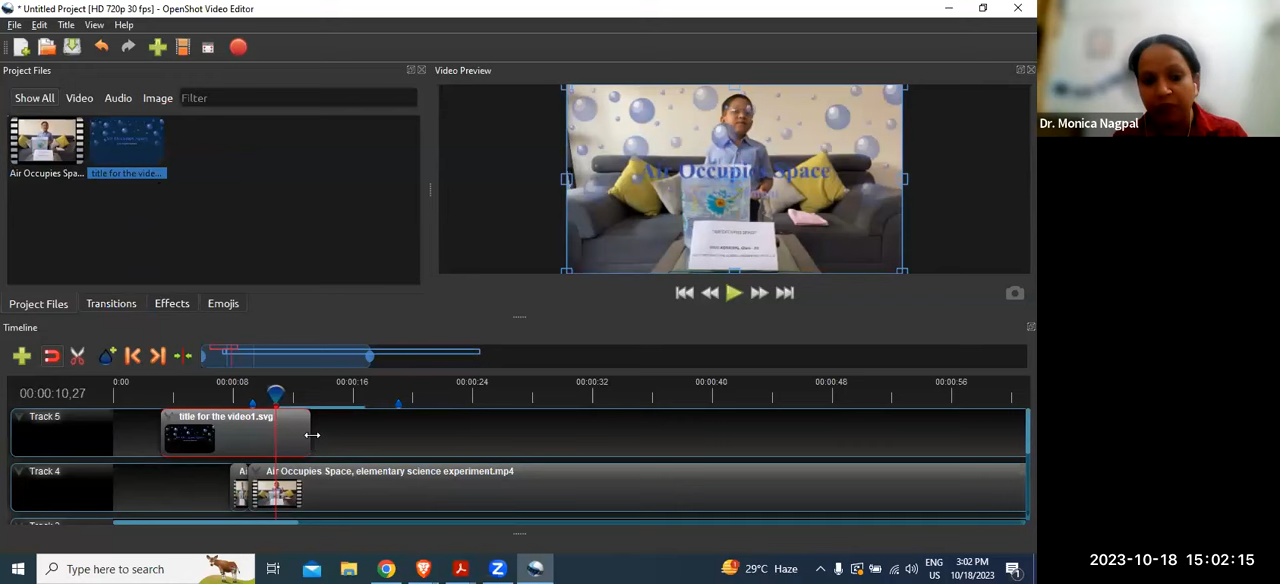 * Untitled Project [HD 720p 30 fps] - OpenShot Video Editor
File Edit Title View Help
Project Files
Video Preview
Show All Video Audio Image Filter
Air Occupies Spa... title for the vide...
Air Occupies Space
Project Files Transitions Effects Emojis
Timeline
00:00:10,27
0:00 00:00:08 00:00:16 00:00:24 00:00:32 00:00:40 00:00:48 00:00:56
Track 5 title for the video1.svg
Track 4 Ai Air Occupies Space, elementary science experiment.mp4
Type here to search
29°C Haze
ENG
US
3:02 PM
10/18/2023
1
Dr. Monica Nagpal
2023-10-18 15:02:15